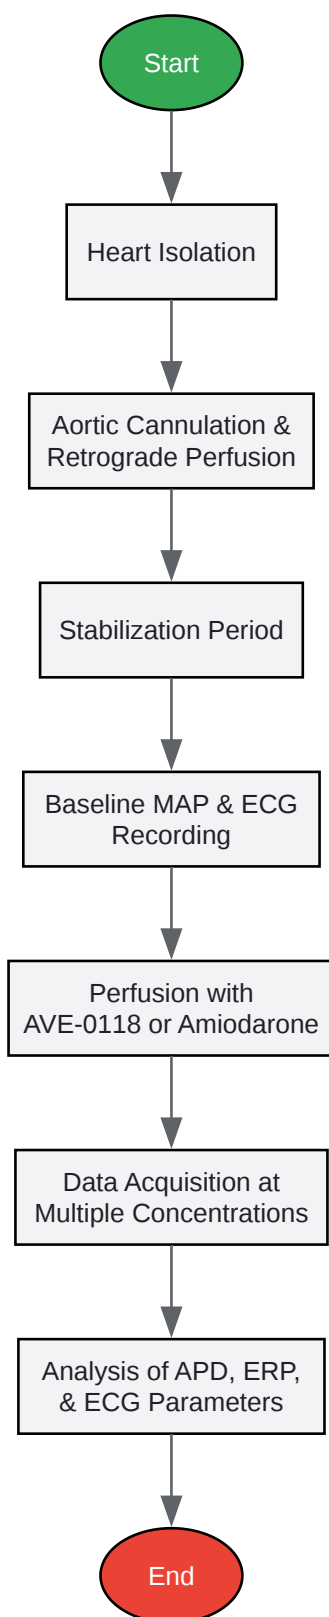 Start
Heart Isolation
Aortic Cannulation &
Retrograde Perfusion
Stabilization Period
Baseline MAP & ECG
Recording
Perfusion with
AVE-0118 or Amiodarone
Data Acquisition at
Multiple Concentrations
Analysis of APD, ERP,
& ECG Parameters
End